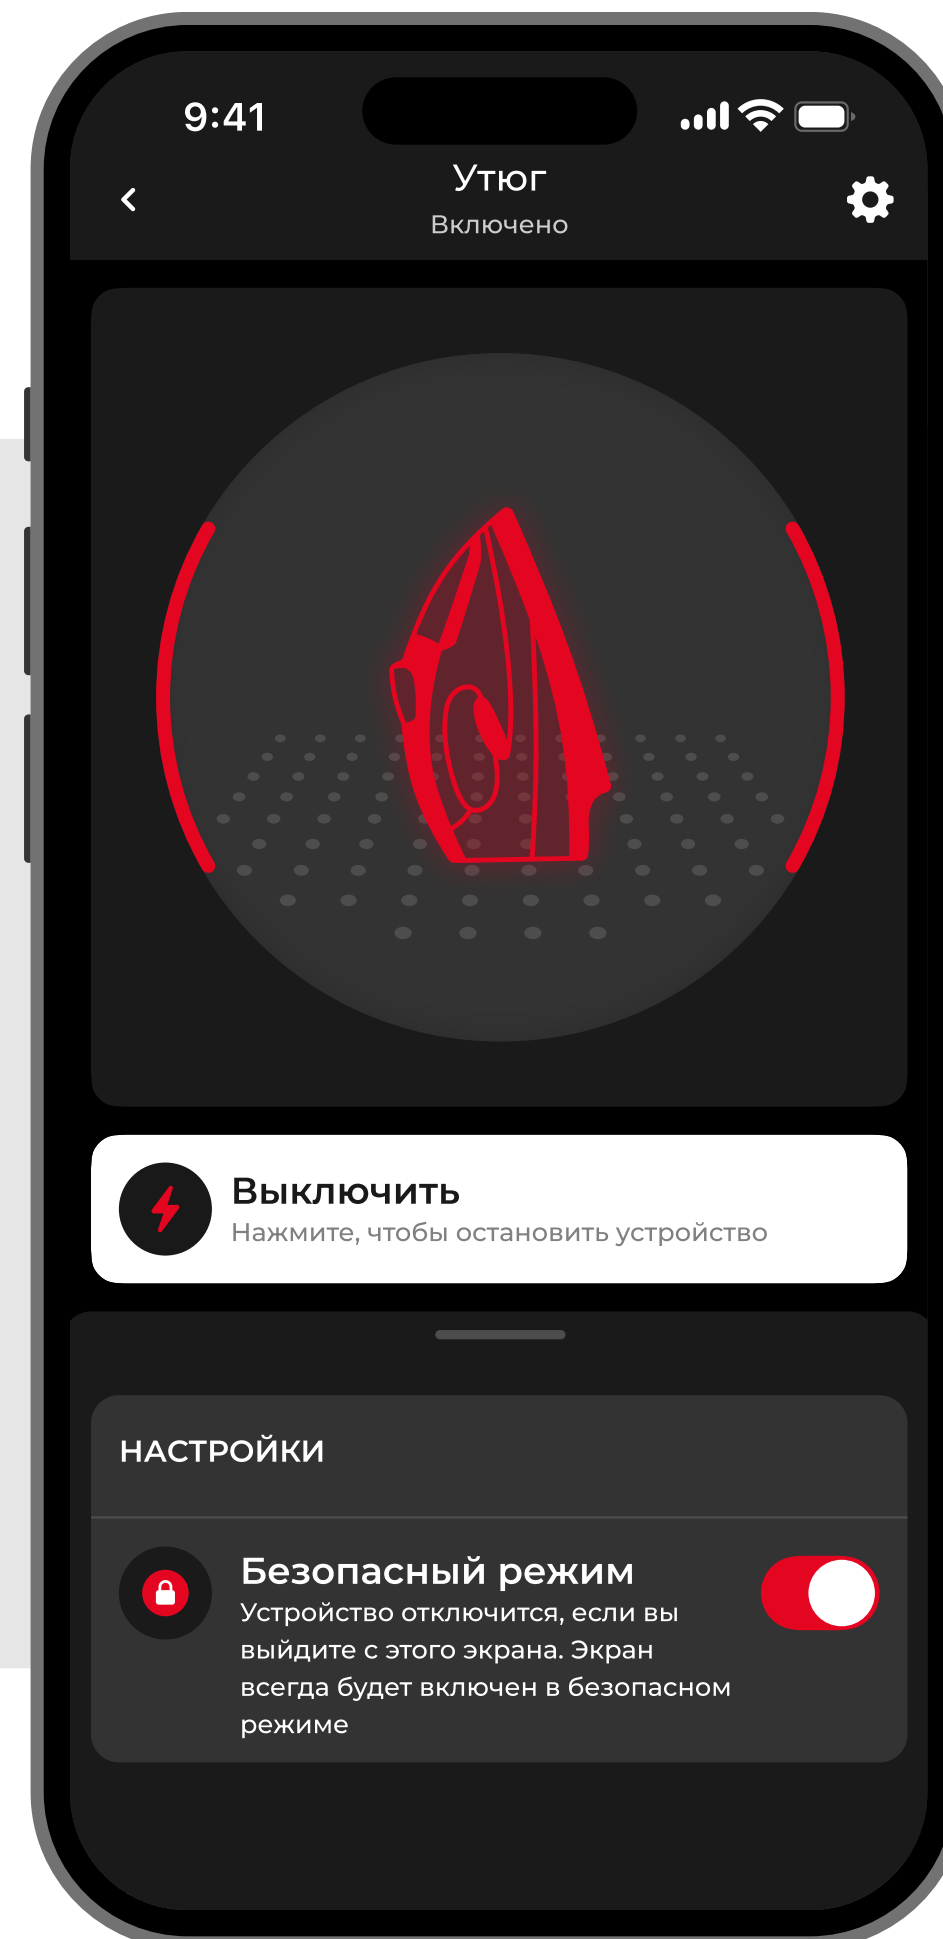 9:41
Утюг
Включено
Выключить
Нажмите, чтобы остановить устройство
НАСТРОЙКИ
Безопасный режим
Устройство отключится, если вы
выйдите с этого экрана. Экран
всегда будет включен в безопасном
режиме